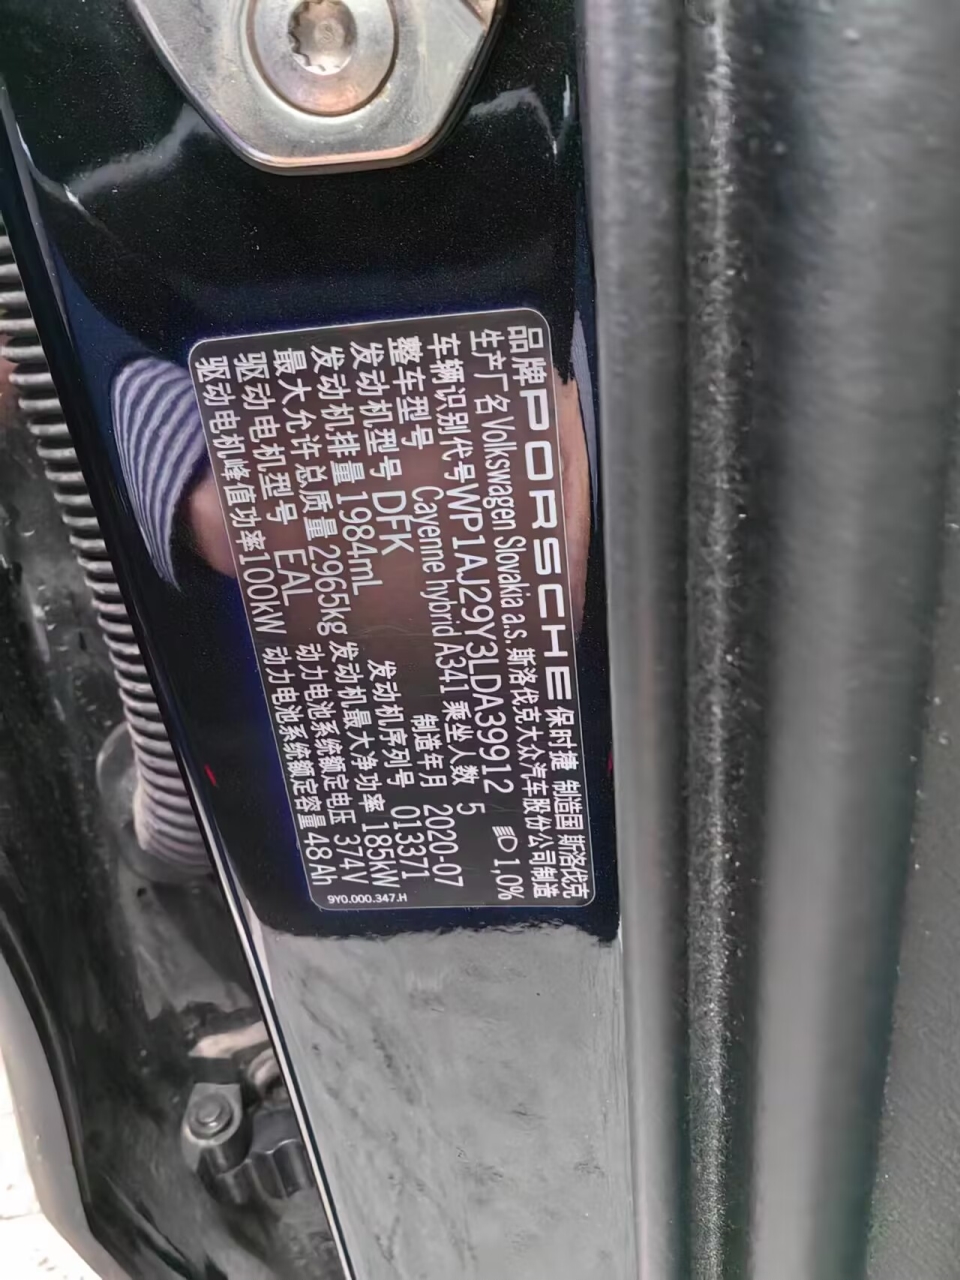 品牌 PORSCHE 保时捷 制造国 斯洛伐克
生产厂名 Volkswagen Slovakia a.s. 斯洛伐克大众汽车股份公司制造
车辆识别代号 WP1AJ29Y3LLDA39912 1,0%
整车型号 Cayenne hybrid A341 乘坐人数 5
发动机型号 DFK 制造年月 2020-07
发动机排量 1984mL 发动机序列号 013371
最大允许总质量 2965kg 发动机最大净功率 185kW
驱动电机型号 EAL 动力电池系统额定电压 374V
驱动电机峰值功率 100kW 动力电池系统额定容量 48Ah
9Y0.000.347.H